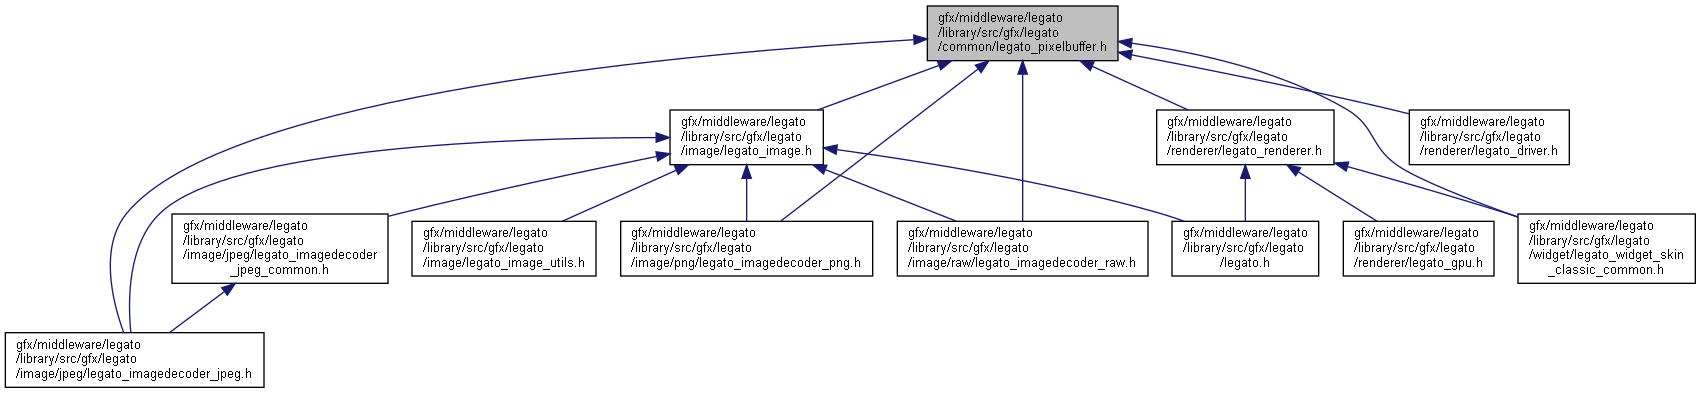 gfx/middleware/legato
/library/src/gfx/legato
/common/legato_pixelbuffer.h
gfx/middleware/legato
/library/src/gfx/legato
/image/legato_image.h
gfx/middleware/legato
/library/src/gfx/legato
/renderer/legato_renderer.h
gfx/middleware/legato
/library/src/gfx/legato
/renderer/legato_driver.h
gfx/middleware/legato
/library/src/gfx/legato
/image/jpeg/legato_imagedecoder
_jpeg_common.h
gfx/middleware/legato
/library/src/gfx/legato
/image/legato_image_utils.h
gfx/middleware/legato
/library/src/gfx/legato
/image/png/legato_imagedecoder_png.h
gfx/middleware/legato
/library/src/gfx/legato
/image/raw/legato_imagedecoder_raw.h
gfx/middleware/legato
/library/src/gfx/legato
/legato.h
gfx/middleware/legato
/library/src/gfx/legato
/renderer/legato_gpu.h
gfx/middleware/legato
/library/src/gfx/legato
/widget/legato_widget_skin
_classic_common.h
gfx/middleware/legato
/library/src/gfx/legato
/image/jpeg/legato_imagedecoder_jpeg.h